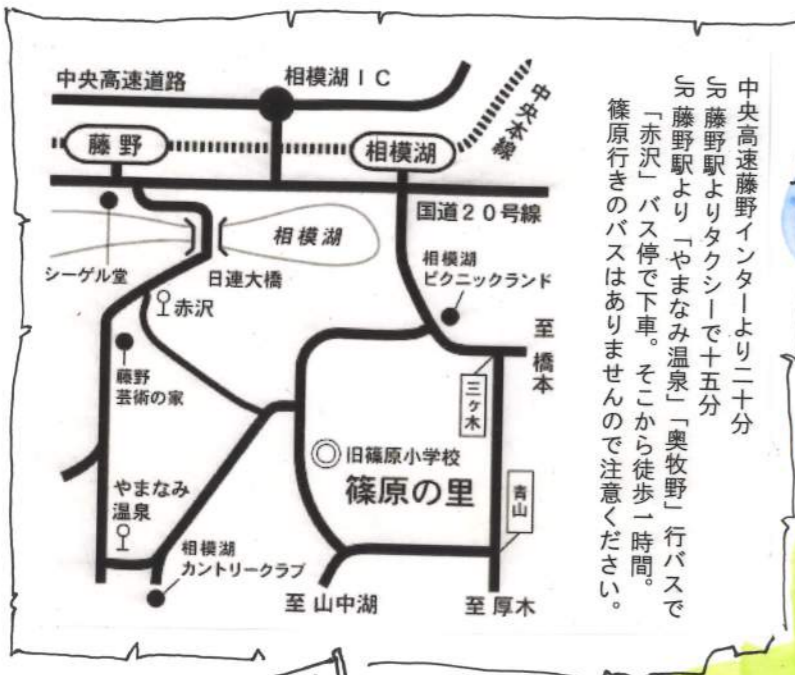 中央高速藤野インターより二十分
JR 藤野駅よりタクシーで十五分
JR 藤野駅より「やまなみ温泉」「奥牧野」行バスで
「赤沢」バス停で下車。そこから徒歩一時間。
篠原行きのバスはありませんので注意ください。
中央高速道路
相模湖IC
中央本線
藤野
相模湖
国道20号線
相模湖
シーゲル堂
日連大橋
相模湖
ピクニックランド
赤沢
至橋本
藤野
芸術の家
三ヶ木
旧篠原小学校
篠原の里
青山
やまなみ
温泉
相模湖
カントリークラブ
至 山中湖
至 厚木